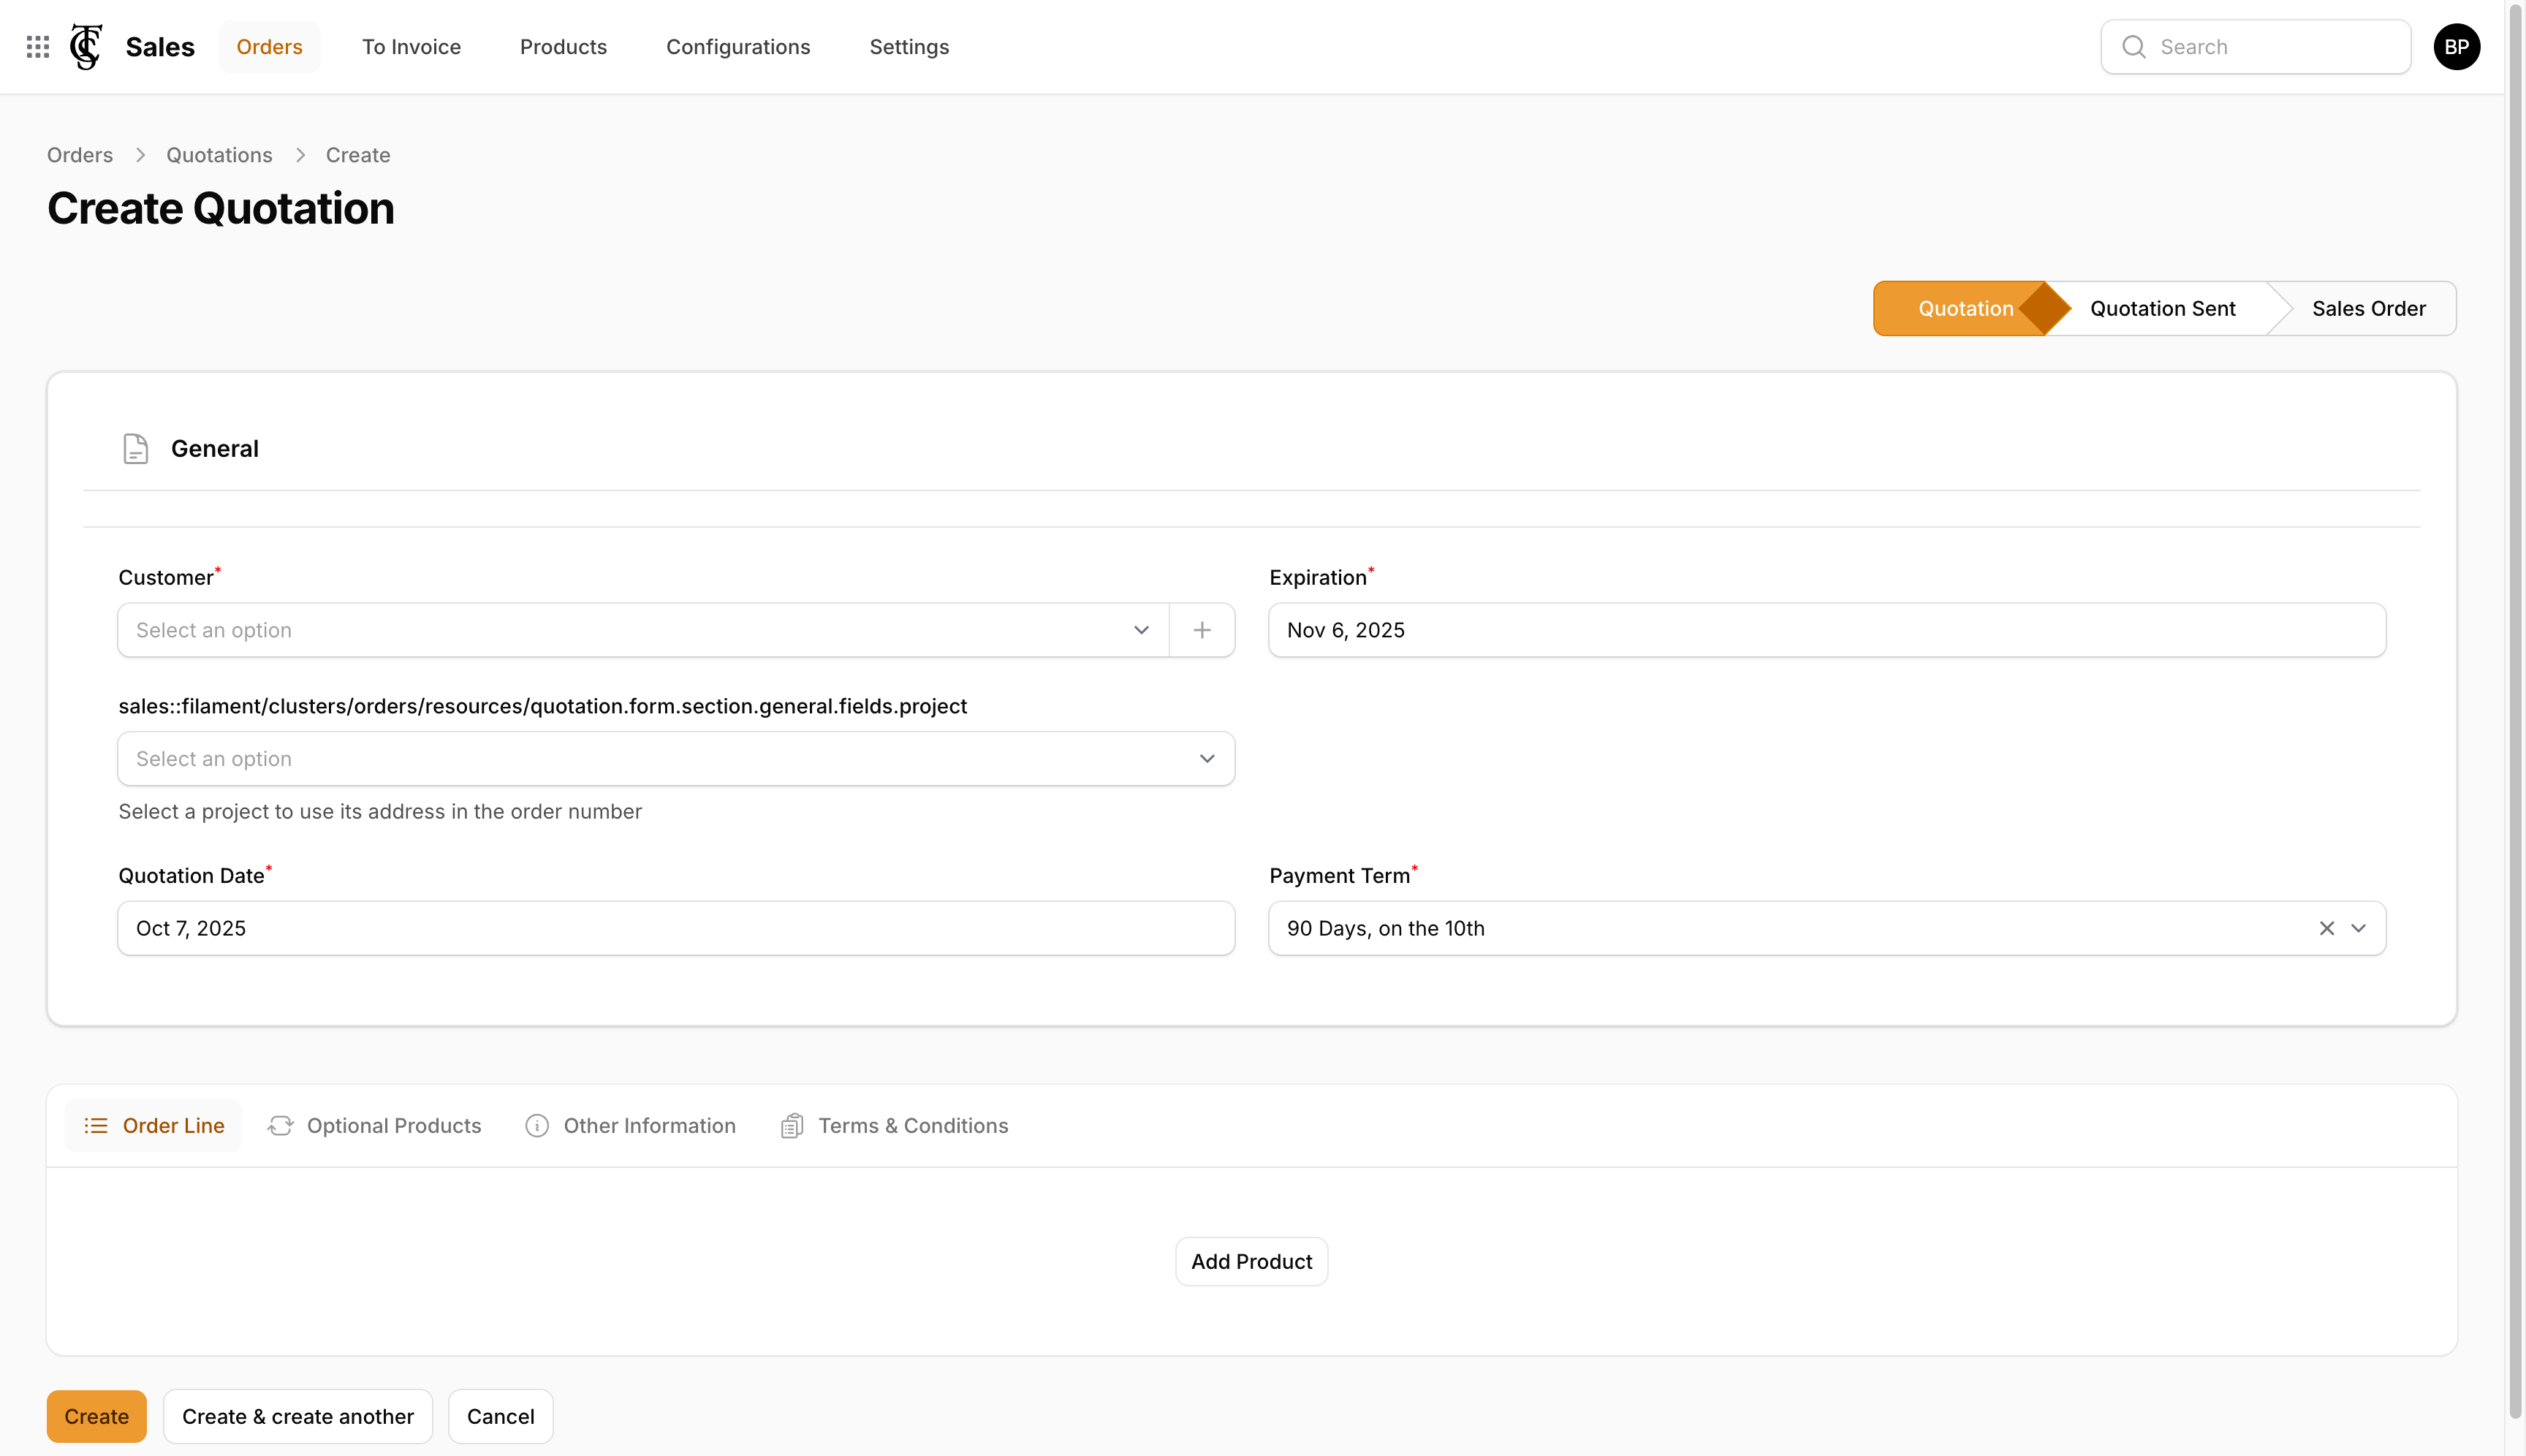 Sales Orders To Invoice Products Configurations Settings Search BP
Orders Quotations Create
Create Quotation
Quotation Quotation Sent Sales Order
General
Customer* Expiration*
Select an option Nov 6, 2025
sales::filament/clusters/orders/resources/quotation.form.section.general.fields.project
Select an option
Select a project to use its address in the order number
Quotation Date* Payment Term*
Oct 7, 2025 90 Days, on the 10th
Order Line Optional Products Other Information Terms & Conditions
Add Product
Create Create & create another Cancel